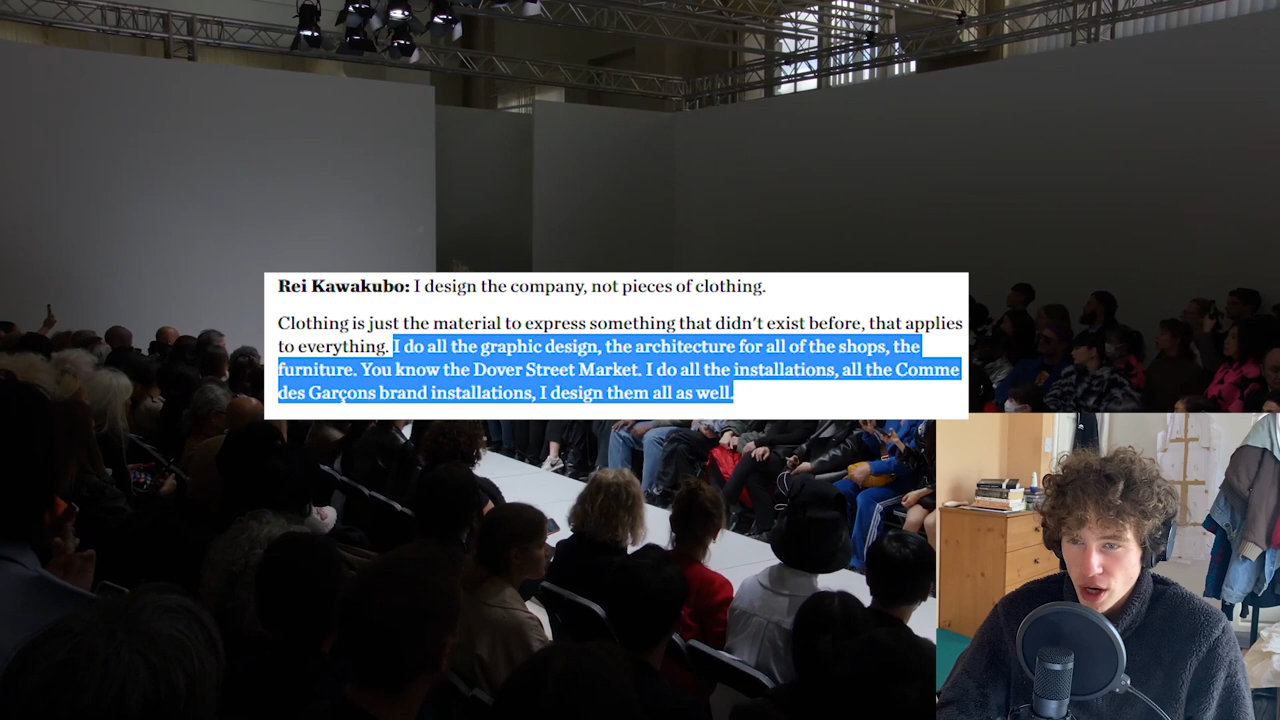 Rei Kawakubo: I design the company, not pieces of clothing.
Clothing is just the material to express something that didn't exist before, that applies
to everything. I do all the graphic design, the architecture for all of the shops, the
furniture. You know the Dover Street Market. I do all the installations, all the Comme
des Garçons brand installations, I design them all as well.